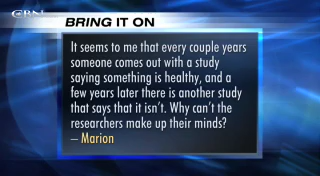 CBN
BRING IT ON
It seems to me that every couple years
someone comes out with a study
saying something is healthy, and a
few years later there is another study
that says that it isn't. Why can't the
researchers make up their minds?
– Marion